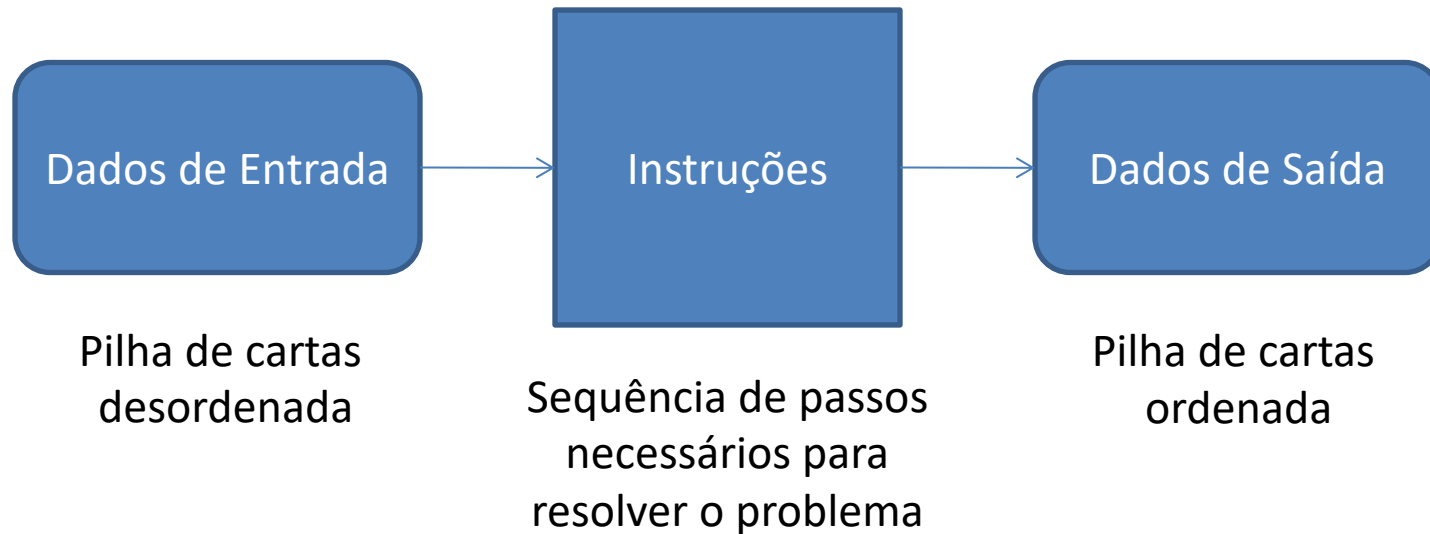 Dados de Entrada
Instruções
Dados de Saída
Pilha de cartas
desordenada
Sequência de passos
necessários para
resolver o problema
Pilha de cartas
ordenada